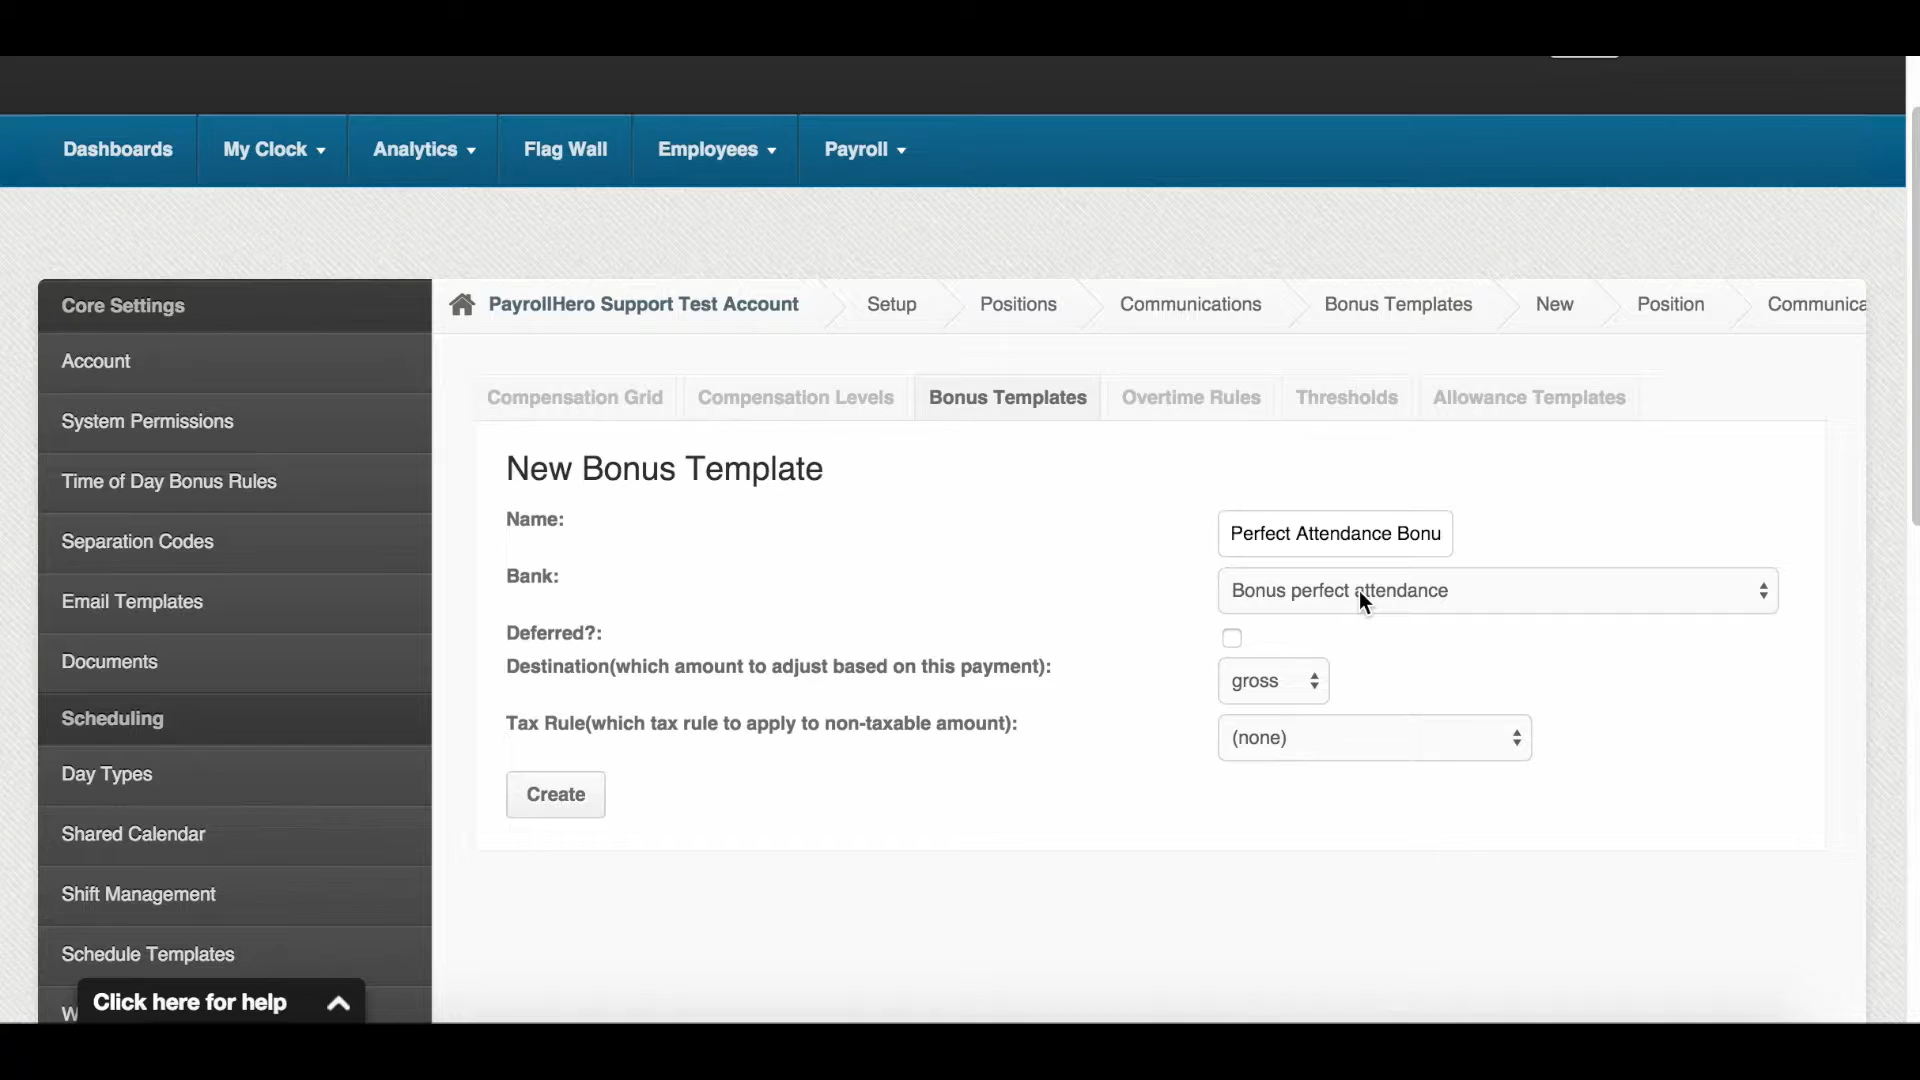 Dashboards
My Clock
Analytics
Flag Wall
Employees
Payroll
Core Settings
Account
System Permissions
Time of Day Bonus Rules
Separation Codes
Email Templates
Documents
Scheduling
Day Types
Shared Calendar
Shift Management
Schedule Templates
W
Click here for help
PayrollHero Support Test Account
Setup
Positions
Communications
Bonus Templates
New
Position
Communica
Compensation Grid
Compensation Levels
Bonus Templates
Overtime Rules
Thresholds
Allowance Templates
New Bonus Template
Name:
Perfect Attendance Bonu
Bank:
Bonus perfect attendance
Deferred?:
Destination(which amount to adjust based on this payment):
gross
Tax Rule(which tax rule to apply to non-taxable amount):
(none)
Create